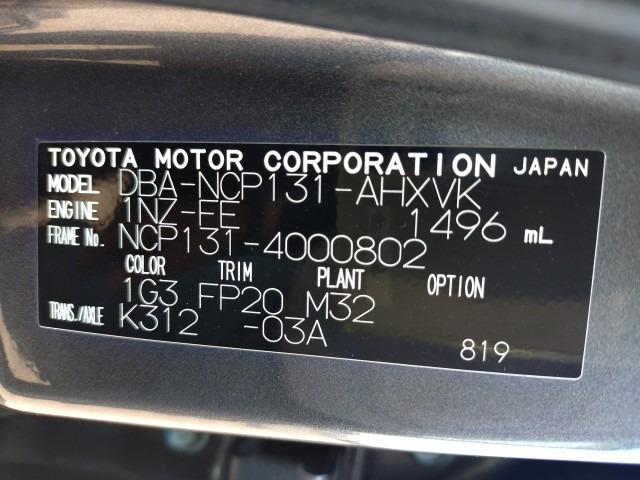 TOYOTA MOTOR CORPORATION JAPAN
MODEL DBA-NCP131-AHXVK
ENGINE 1NZ-FE 1496 mL
FRAME No. NCP131-4000802
COLOR TRIM PLANT OPTION
1G3 FP20 M32
TRANS./AXLE K312 -03A
819